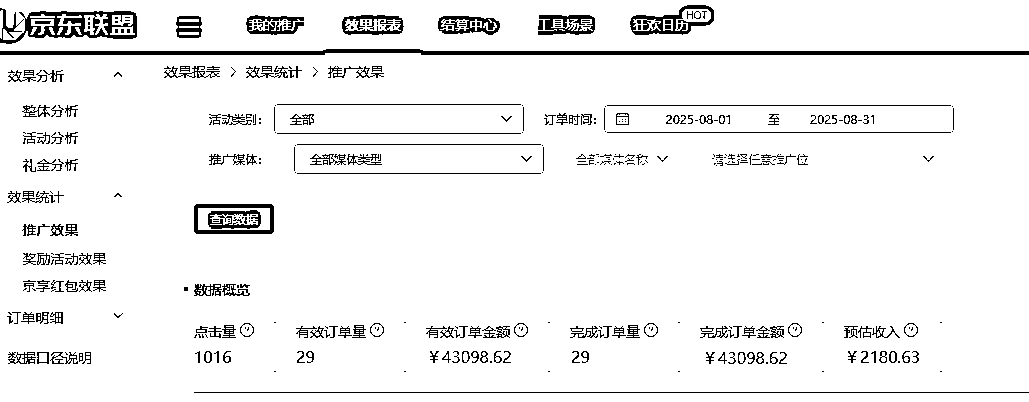 京东联盟 我的推广 效果报表 结算中心 工具场景 狂欢日历 HOT
效果分析
整体分析
活动分析
礼金分析
效果统计
推广效果
奖励活动效果
京享红包效果
订单明细
数据口径说明
效果报表 > 效果统计 > 推广效果
活动类别: 全部 订单时间: 2025-08-01 至 2025-08-31
推广媒体: 全部媒体类型 全部媒体名称 请选择任意推广位
查询数据
数据概览
点击量 有效订单量 有效订单金额 完成订单量 完成订单金额 预估收入
1016 29 ¥43098.62 29 ¥43098.62 ¥2180.63